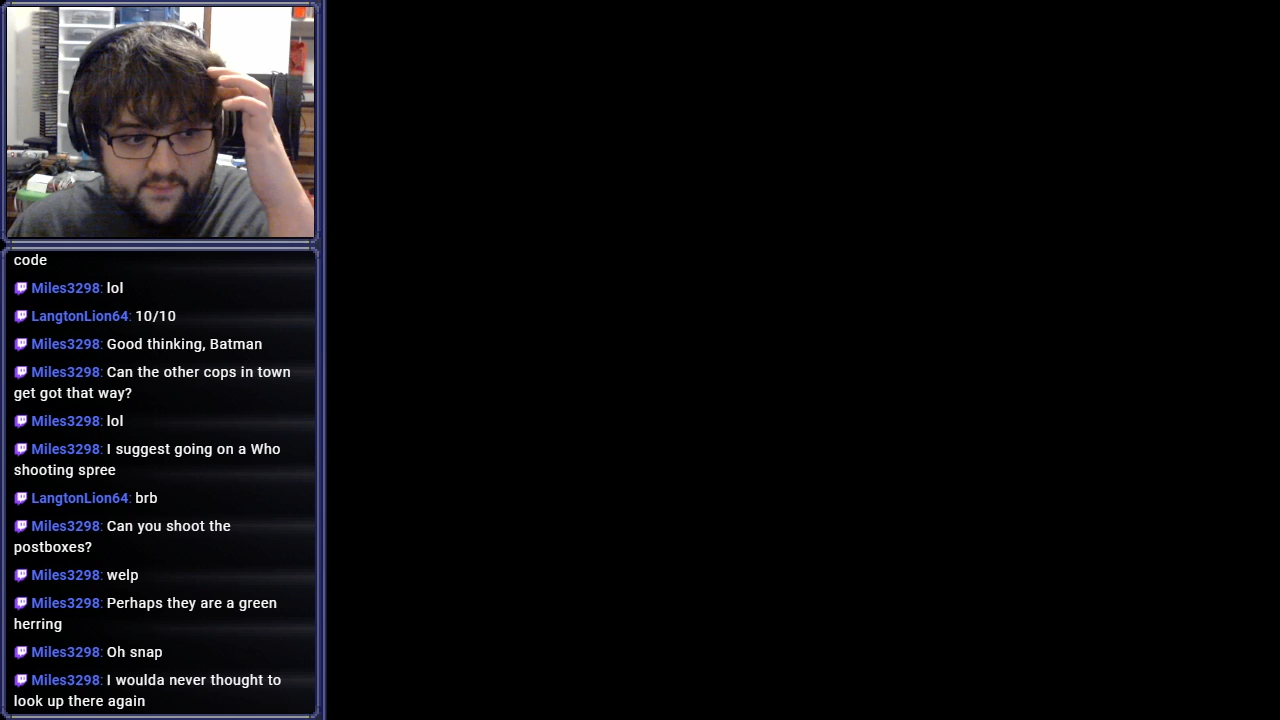 code
Miles3298: lol
LangtonLion64: 10/10
Miles3298: Good thinking, Batman
Miles3298: Can the other cops in town
get got that way?
Miles3298: lol
Miles3298: I suggest going on a Who
shooting spree
LangtonLion64: brb
Miles3298: Can you shoot the
postboxes?
Miles3298: welp
Miles3298: Perhaps they are a green
herring
Miles3298: Oh snap
Miles3298: I woulda never thought to
look up there again